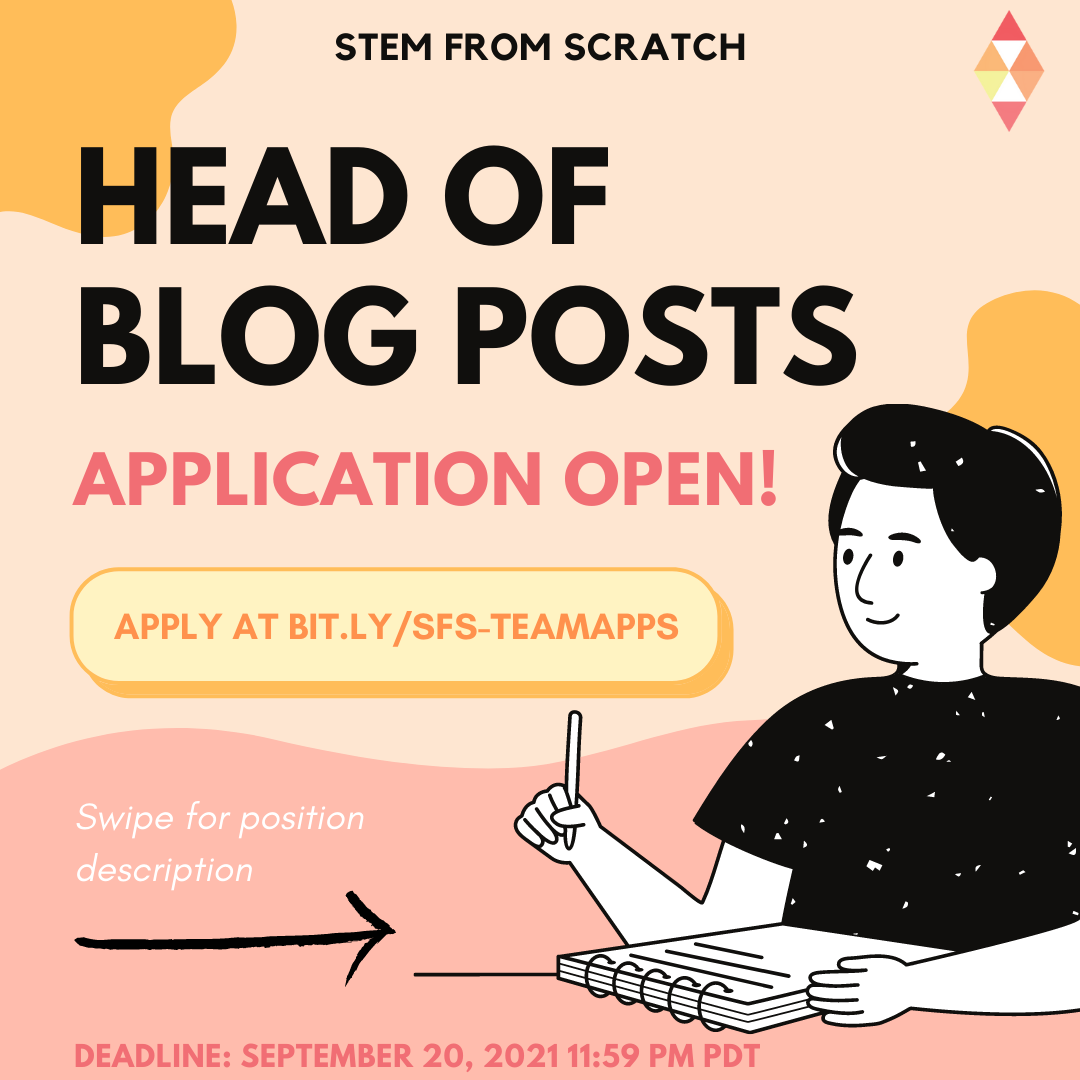 STEM FROM SCRATCH
HEAD OF
BLOG POSTS
APPLICATION OPEN!
APPLY AT BIT.LY/SFS-TEAMAPPS
Swipe for position
description
DEADLINE: SEPTEMBER 20, 2021 11:59 PM PDT